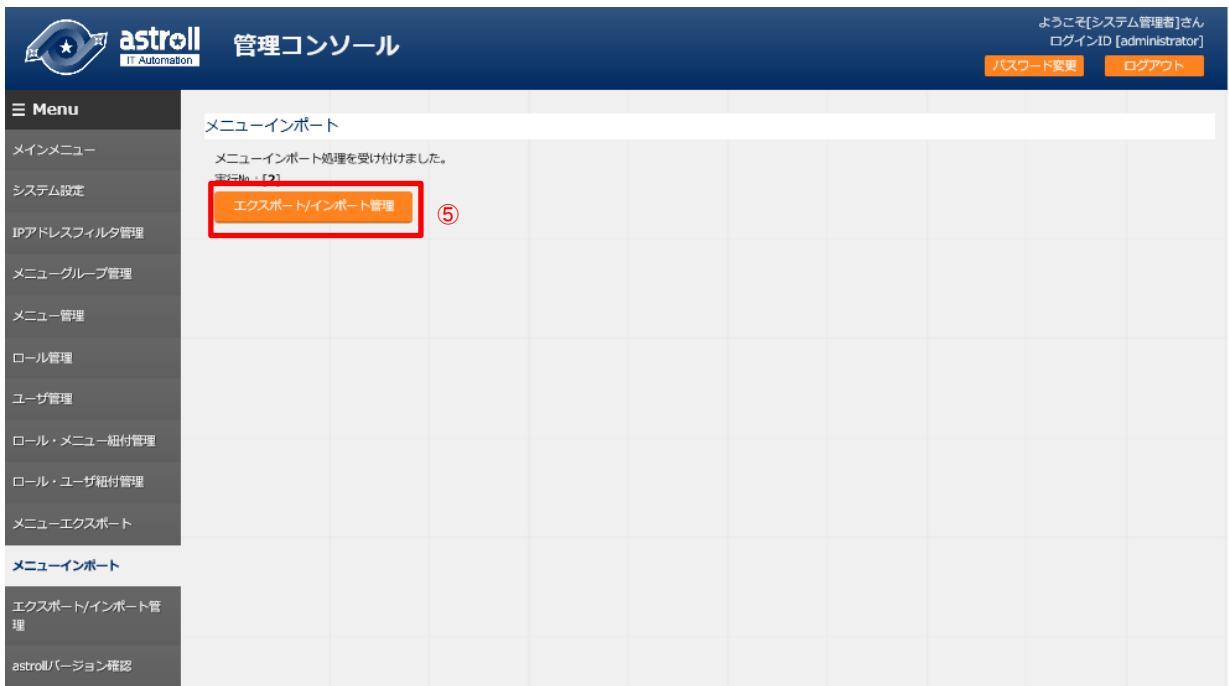 astroll
IT Automation
管理コンソール
ようこそ[システム管理者]さん
ログインID [administrator]
パスワード変更
ログアウト
☰ Menu
メインメニュー
システム設定
IPアドレスフィルタ管理
メニューグループ管理
メニュー管理
ロール管理
ユーザ管理
ロール・メニュー紐付管理
ロール・ユーザ紐付管理
メニューエクスポート
メニューインポート
エクスポート/インポート管
理
astrollバージョン確認
メニューインポート
メニューインポート処理を受け付けました。
実行No：[2]
エクスポート/インポート管理
⑤